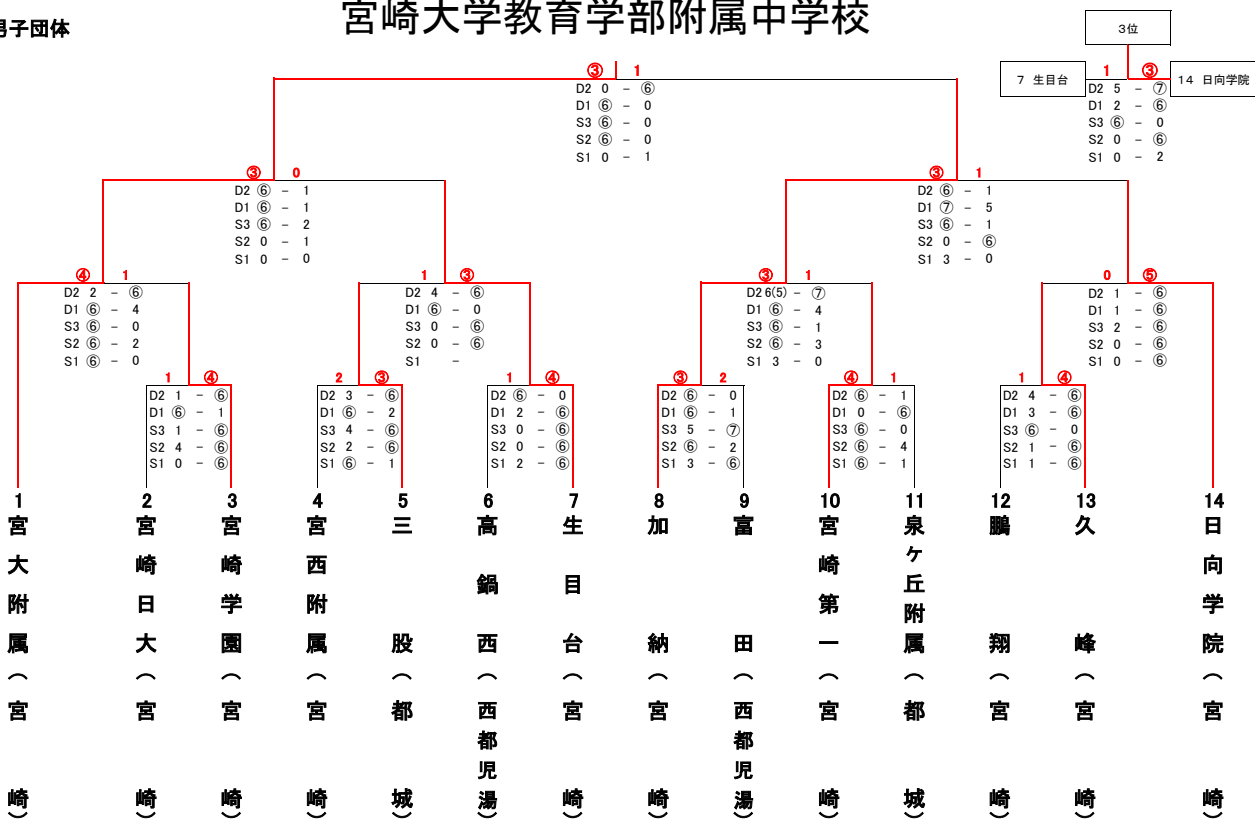 男子団体
宮崎大学教育学部附属中学校
3位
7 生目台
14 日向学院
1 ③
D2 5 － ⑦
D1 2 － ⑥
S3 ⑥ － 0
S2 0 － ⑥
S1 0 － 2
③ 1
D2 0 － ⑥
D1 ⑥ － 0
S3 ⑥ － 0
S2 ⑥ － 0
S1 0 － 1
③ 0
D2 ⑥ － 1
D1 ⑥ － 1
S3 ⑥ － 2
S2 0 － 1
S1 0 － 0
③ 1
D2 ⑥ － 1
D1 ⑦ － 5
S3 ⑥ － 1
S2 0 － ⑥
S1 3 － 0
④ 1
D2 2 － ⑥
D1 ⑥ － 4
S3 ⑥ － 0
S2 ⑥ － 2
S1 ⑥ － 0
1 ③
D2 4 － ⑥
D1 ⑥ － 0
S3 0 － ⑥
S2 0 － ⑥
S1 －
③ 1
D2 6(5) － ⑦
D1 ⑥ － 4
S3 ⑥ － 1
S2 ⑥ － 3
S1 3 － 0
0 ⑤
D2 1 － ⑥
D1 1 － ⑥
S3 2 － ⑥
S2 0 － ⑥
S1 0 － ⑥
1 ④
D2 1 － ⑥
D1 ⑥ － 1
S3 1 － ⑥
S2 4 － ⑥
S1 0 － ⑥
2 ③
D2 3 － ⑥
D1 ⑥ － 2
S3 4 － ⑥
S2 2 － ⑥
S1 ⑥ － 1
1 ④
D2 ⑥ － 0
D1 2 － ⑥
S3 0 － ⑥
S2 0 － ⑥
S1 2 － ⑥
③ 2
D2 ⑥ － 0
D1 ⑥ － 1
S3 5 － ⑦
S2 ⑥ － 2
S1 3 － ⑥
④ 1
D2 ⑥ － 1
D1 0 － ⑥
S3 ⑥ － 0
S2 ⑥ － 4
S1 ⑥ － 1
1 ④
D2 4 － ⑥
D1 3 － ⑥
S3 ⑥ － 0
S2 1 － ⑥
S1 1 － ⑥
1 宮大附属（宮崎）
2 宮崎日大（宮崎）
3 宮崎学園（宮崎）
4 宮西附属（宮崎）
5 三股（都城）
6 高鍋西（西都児湯）
7 生目台（宮崎）
8 加納（宮崎）
9 富田（西都児湯）
10 宮崎第一（宮崎）
11 泉ヶ丘附属（都城）
12 鵬翔（宮崎）
13 久峰（宮崎）
14 日向学院（宮崎）